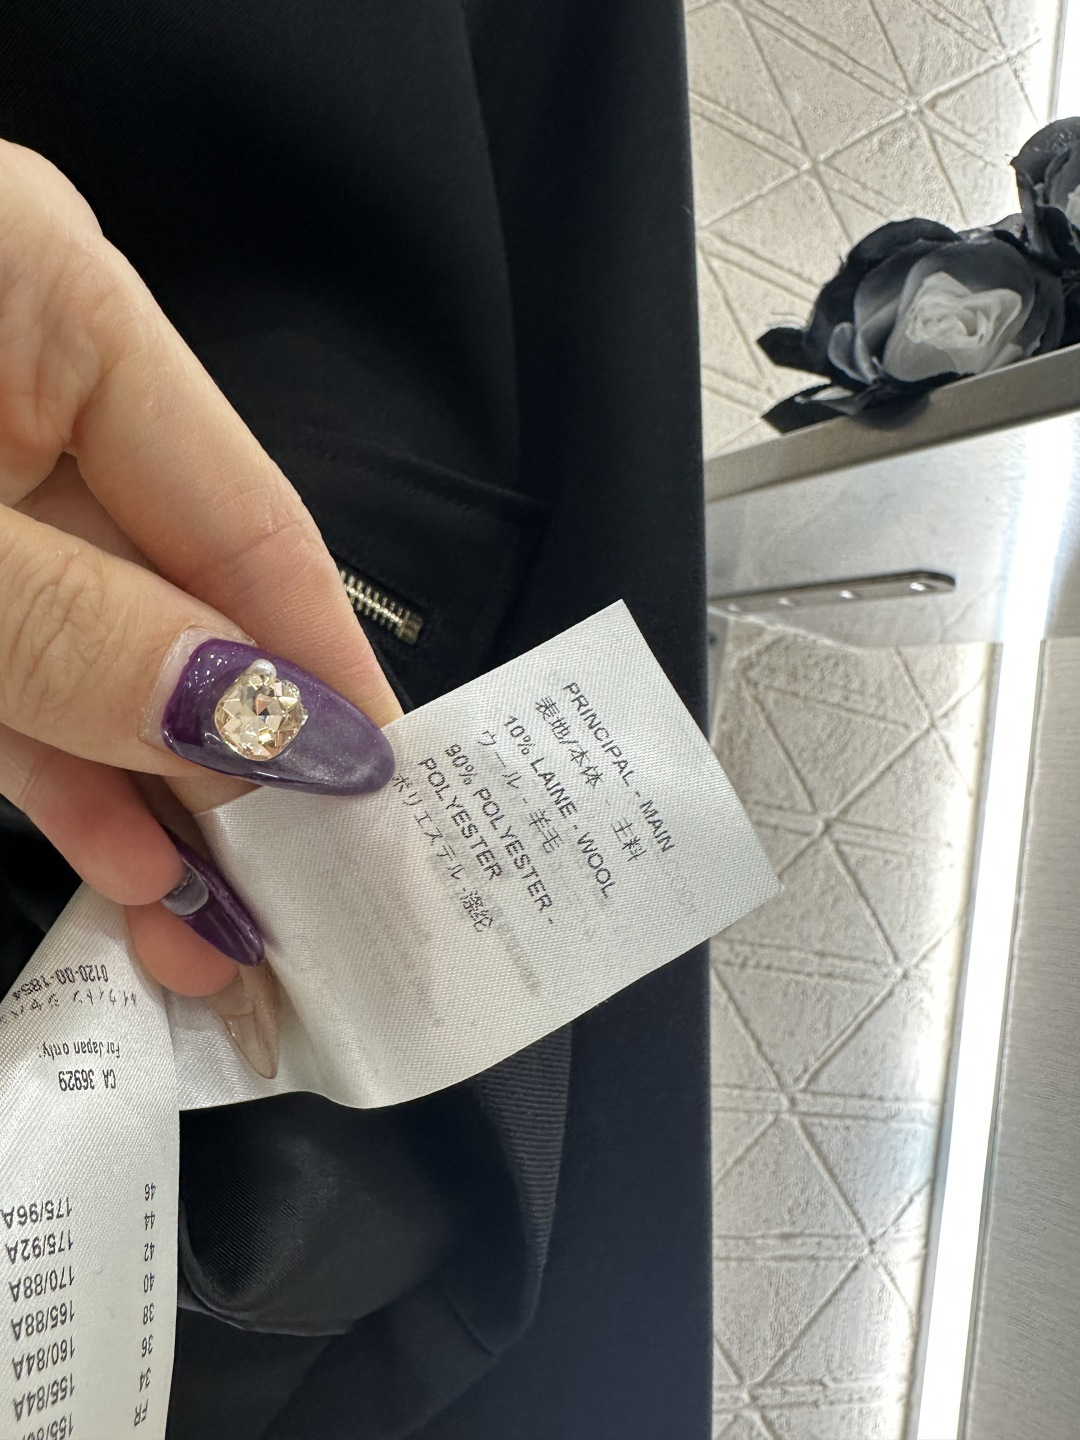 PRINCIPAL - MAIN
表地/本体 - 主料
10% LAINE - WOOL
ウール - 羊毛
90% POLYESTER -
POLYESTER
ポリエステル - 涤纶
0120-00-1854
For Japan only:
CA 36929
FR
34 155/84A
36 160/84A
38 165/88A
40 170/88A
42 175/92A
44 175/96A
46